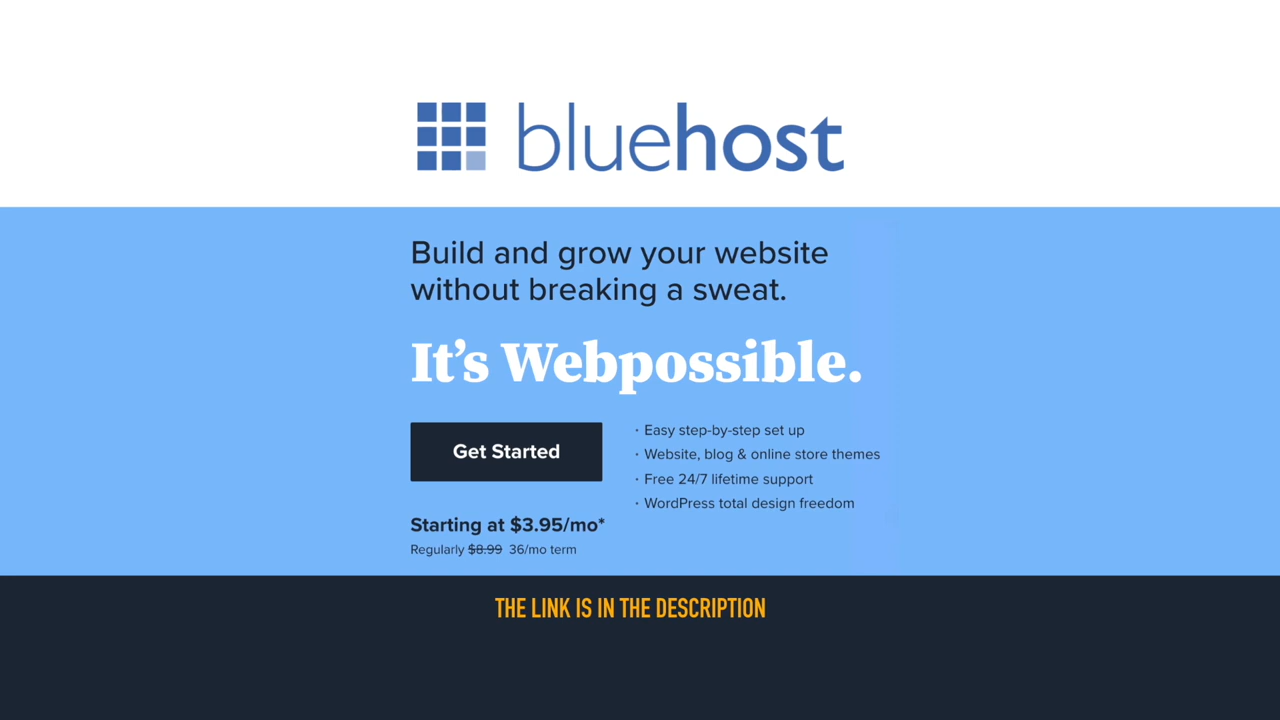 bluehost
Build and grow your website
without breaking a sweat.
It's Webpossible.
Get Started
· Easy step-by-step set up
· Website, blog & online store themes
· Free 24/7 lifetime support
· WordPress total design freedom
Starting at $3.95/mo*
Regularly $8.99 36/mo term
THE LINK IS IN THE DESCRIPTION